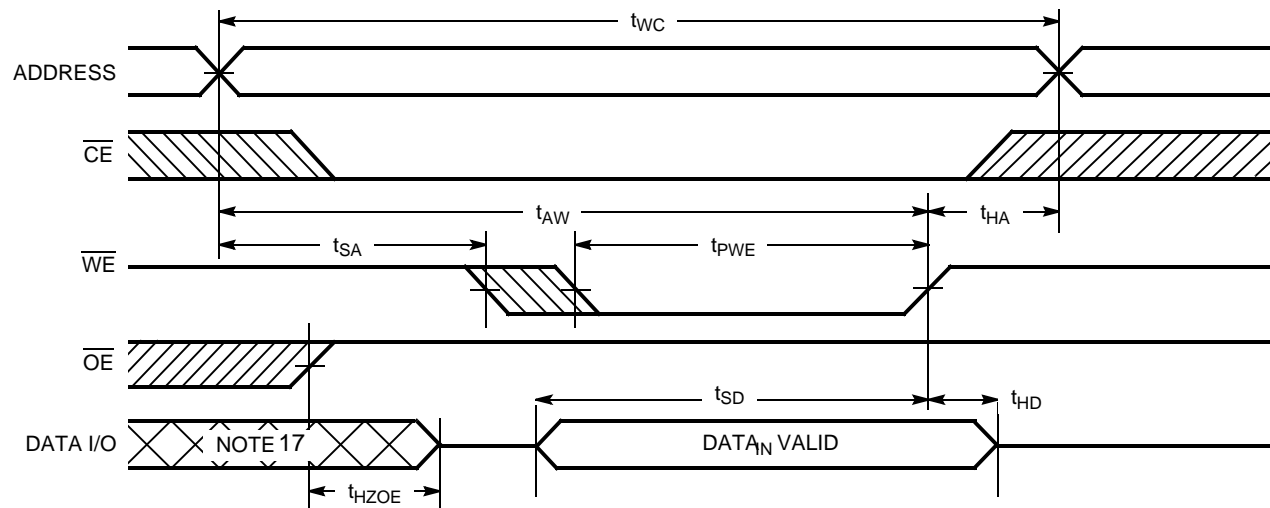 tWC
ADDRESS
CE
tAW
tHA
tSA
tPWE
WE
OE
tSD
tHD
DATA I/O
NOTE 17
DATAIN VALID
tHZOE